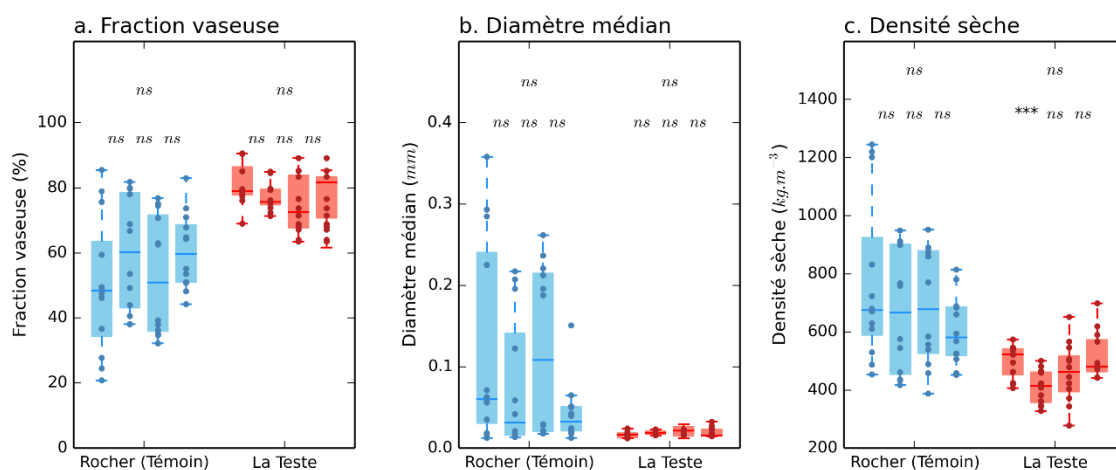 a. Fraction vaseuse
b. Diamètre médian
c. Densité sèche
Fraction vaseuse (%)
100
80
60
40
20
0
ns ns
ns ns ns ns ns ns
Rocher (Témoin) La Teste
Diamètre médian (mm)
0.4
0.3
0.2
0.1
0.0
ns ns
ns ns ns ns ns ns
Rocher (Témoin) La Teste
Densité sèche (kg.m⁻³)
1400
1200
1000
800
600
400
200
ns ns
ns ns ns *** ns ns
Rocher (Témoin) La Teste